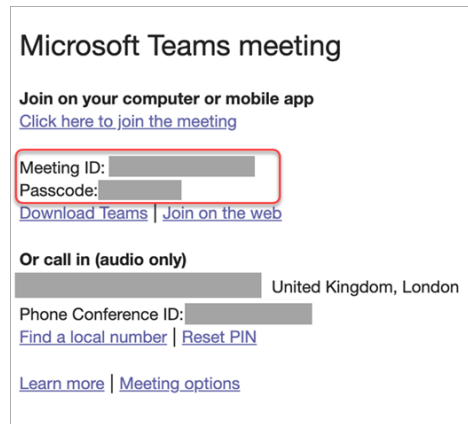 Microsoft Teams meeting
Join on your computer or mobile app
Click here to join the meeting
Meeting ID:
Passcode:
Download Teams | Join on the web
Or call in (audio only)
United Kingdom, London
Phone Conference ID:
Find a local number | Reset PIN
Learn more | Meeting options